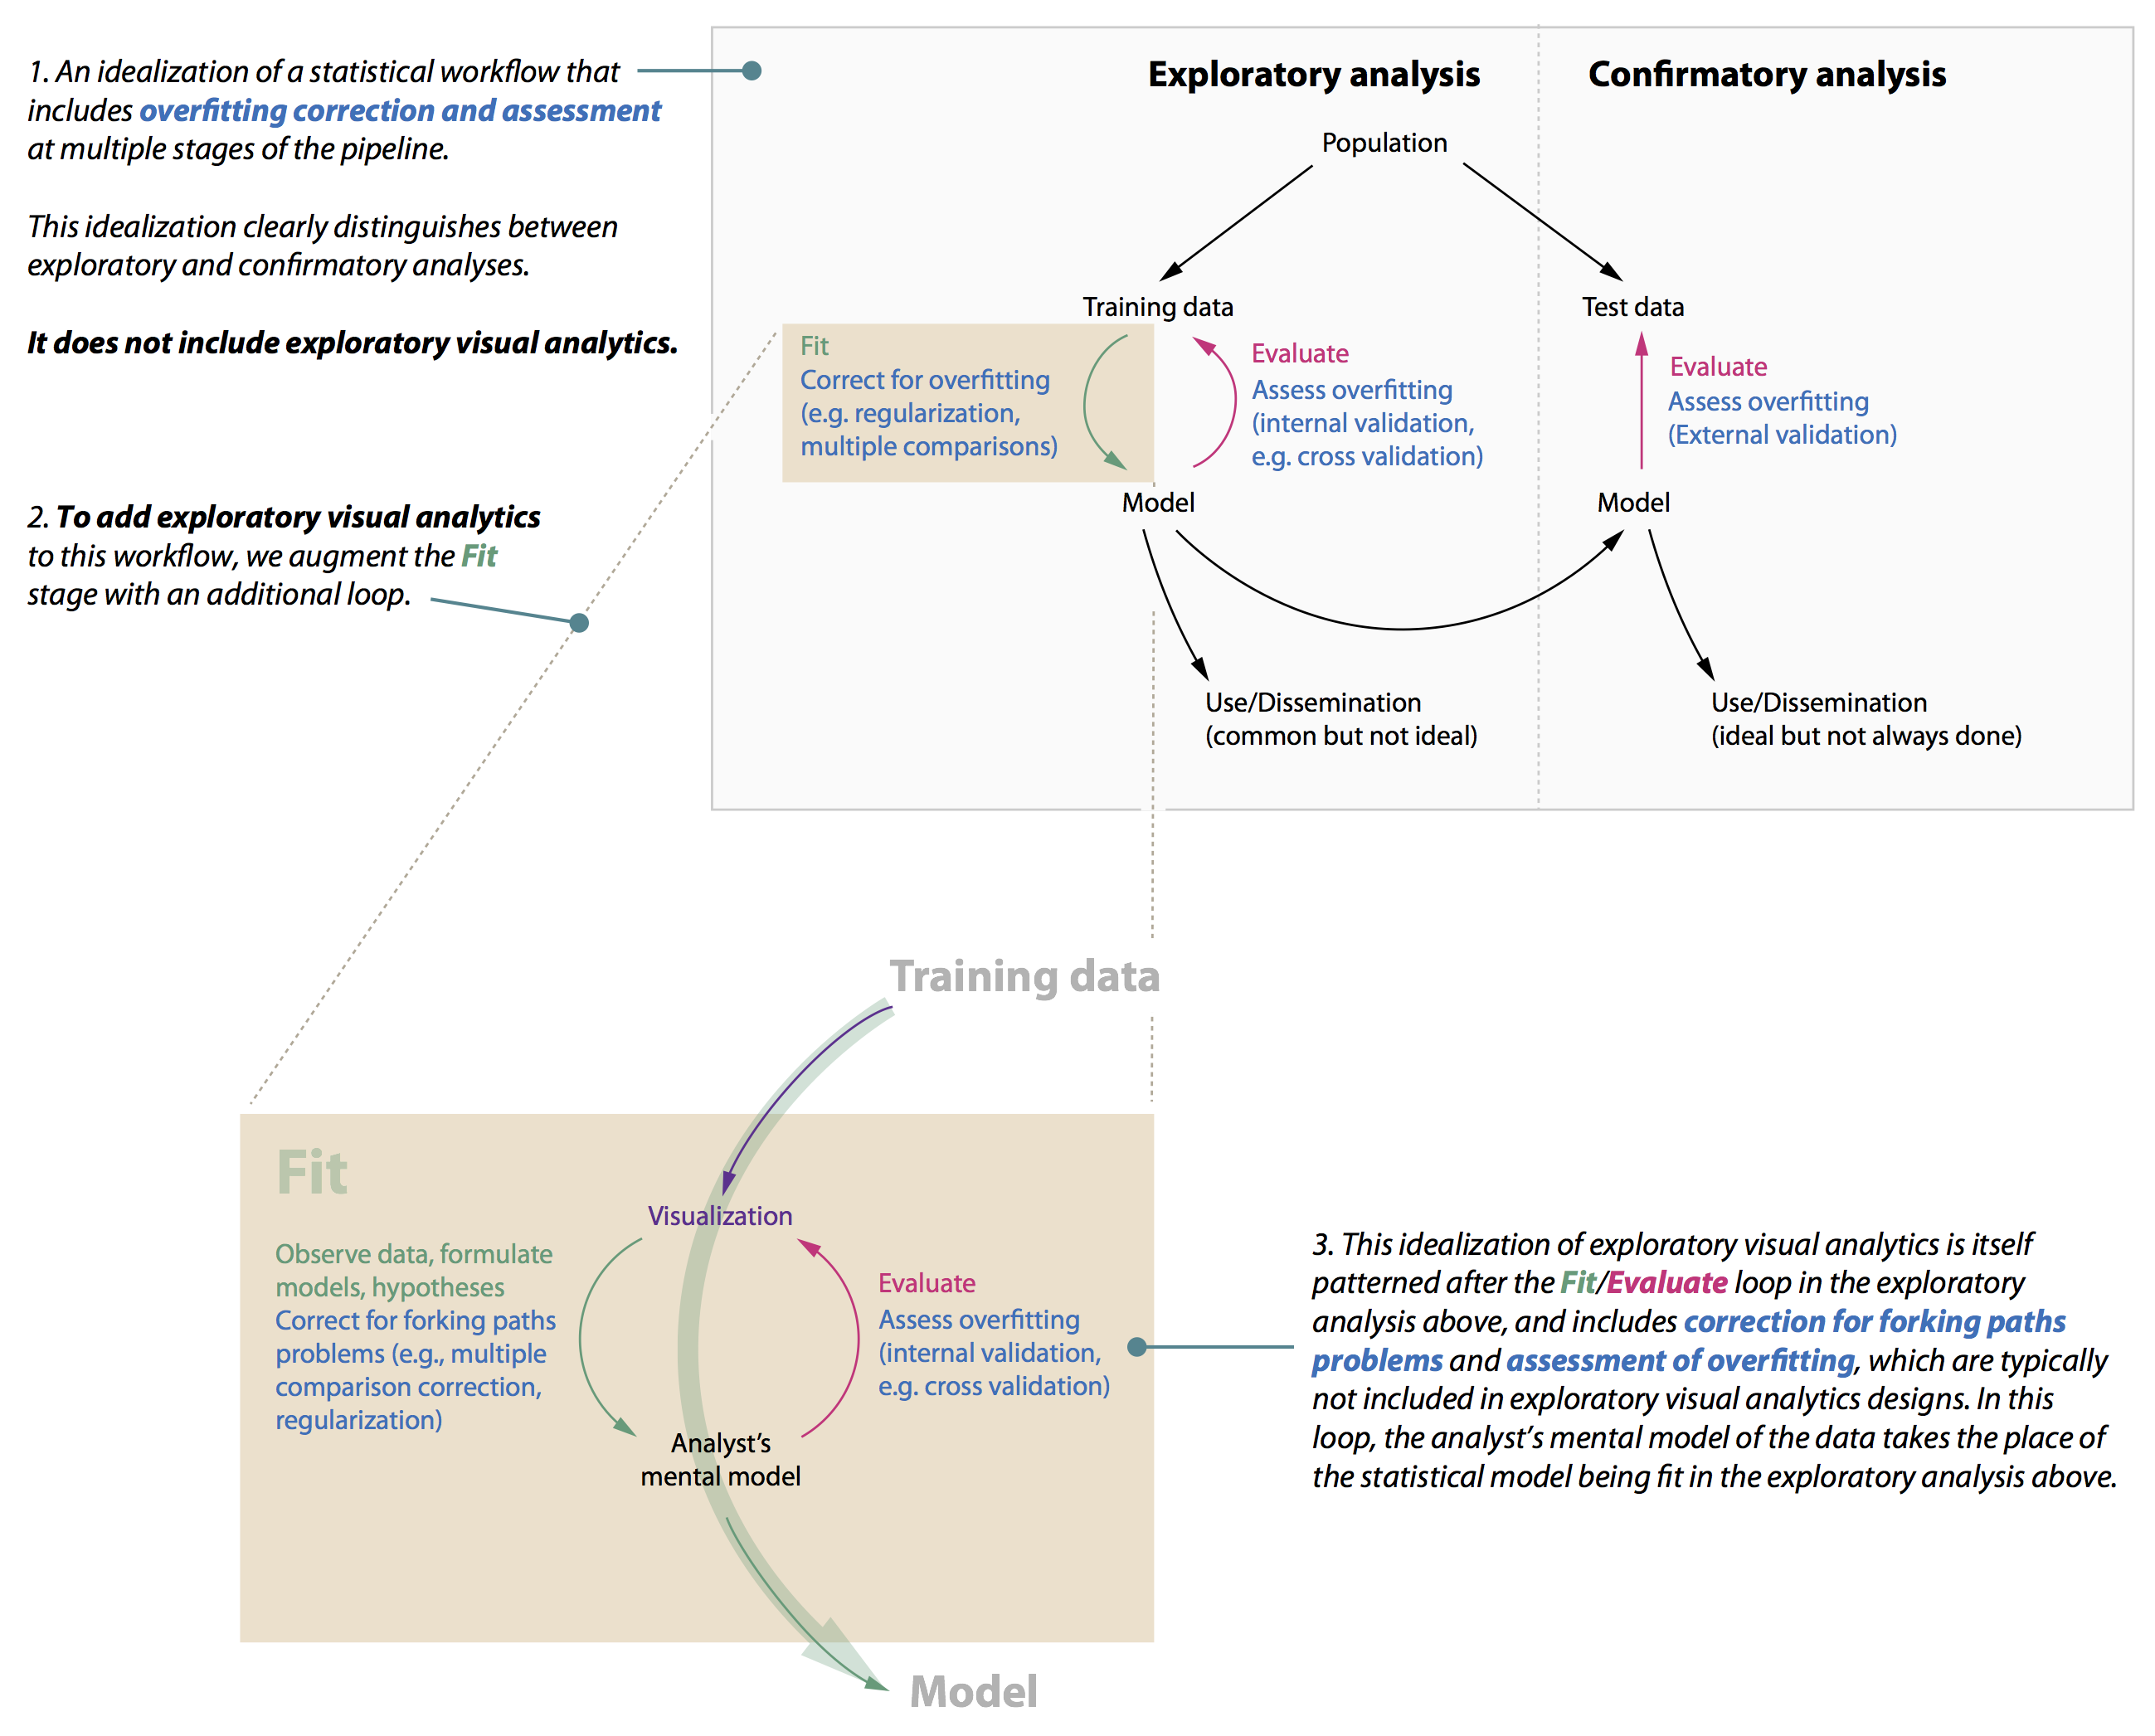 1. An idealization of a statistical workflow that
includes overfitting correction and assessment
at multiple stages of the pipeline.
This idealization clearly distinguishes between
exploratory and confirmatory analyses.
It does not include exploratory visual analytics.
2. To add exploratory visual analytics
to this workflow, we augment the Fit
stage with an additional loop.
Exploratory analysis
Confirmatory analysis
Population
Training data
Test data
Fit
Correct for overfitting
(e.g. regularization,
multiple comparisons)
Evaluate
Assess overfitting
(internal validation,
e.g. cross validation)
Evaluate
Assess overfitting
(External validation)
Model
Model
Use/Dissemination
(common but not ideal)
Use/Dissemination
(ideal but not always done)
Training data
Fit
Visualization
Observe data, formulate
models, hypotheses
Correct for forking paths
problems (e.g., multiple
comparison correction,
regularization)
Evaluate
Assess overfitting
(internal validation,
e.g. cross validation)
Analyst’s
mental model
Model
3. This idealization of exploratory visual analytics is itself
patterned after the Fit/Evaluate loop in the exploratory
analysis above, and includes correction for forking paths
problems and assessment of overfitting, which are typically
not included in exploratory visual analytics designs. In this
loop, the analyst’s mental model of the data takes the place of
the statistical model being fit in the exploratory analysis above.